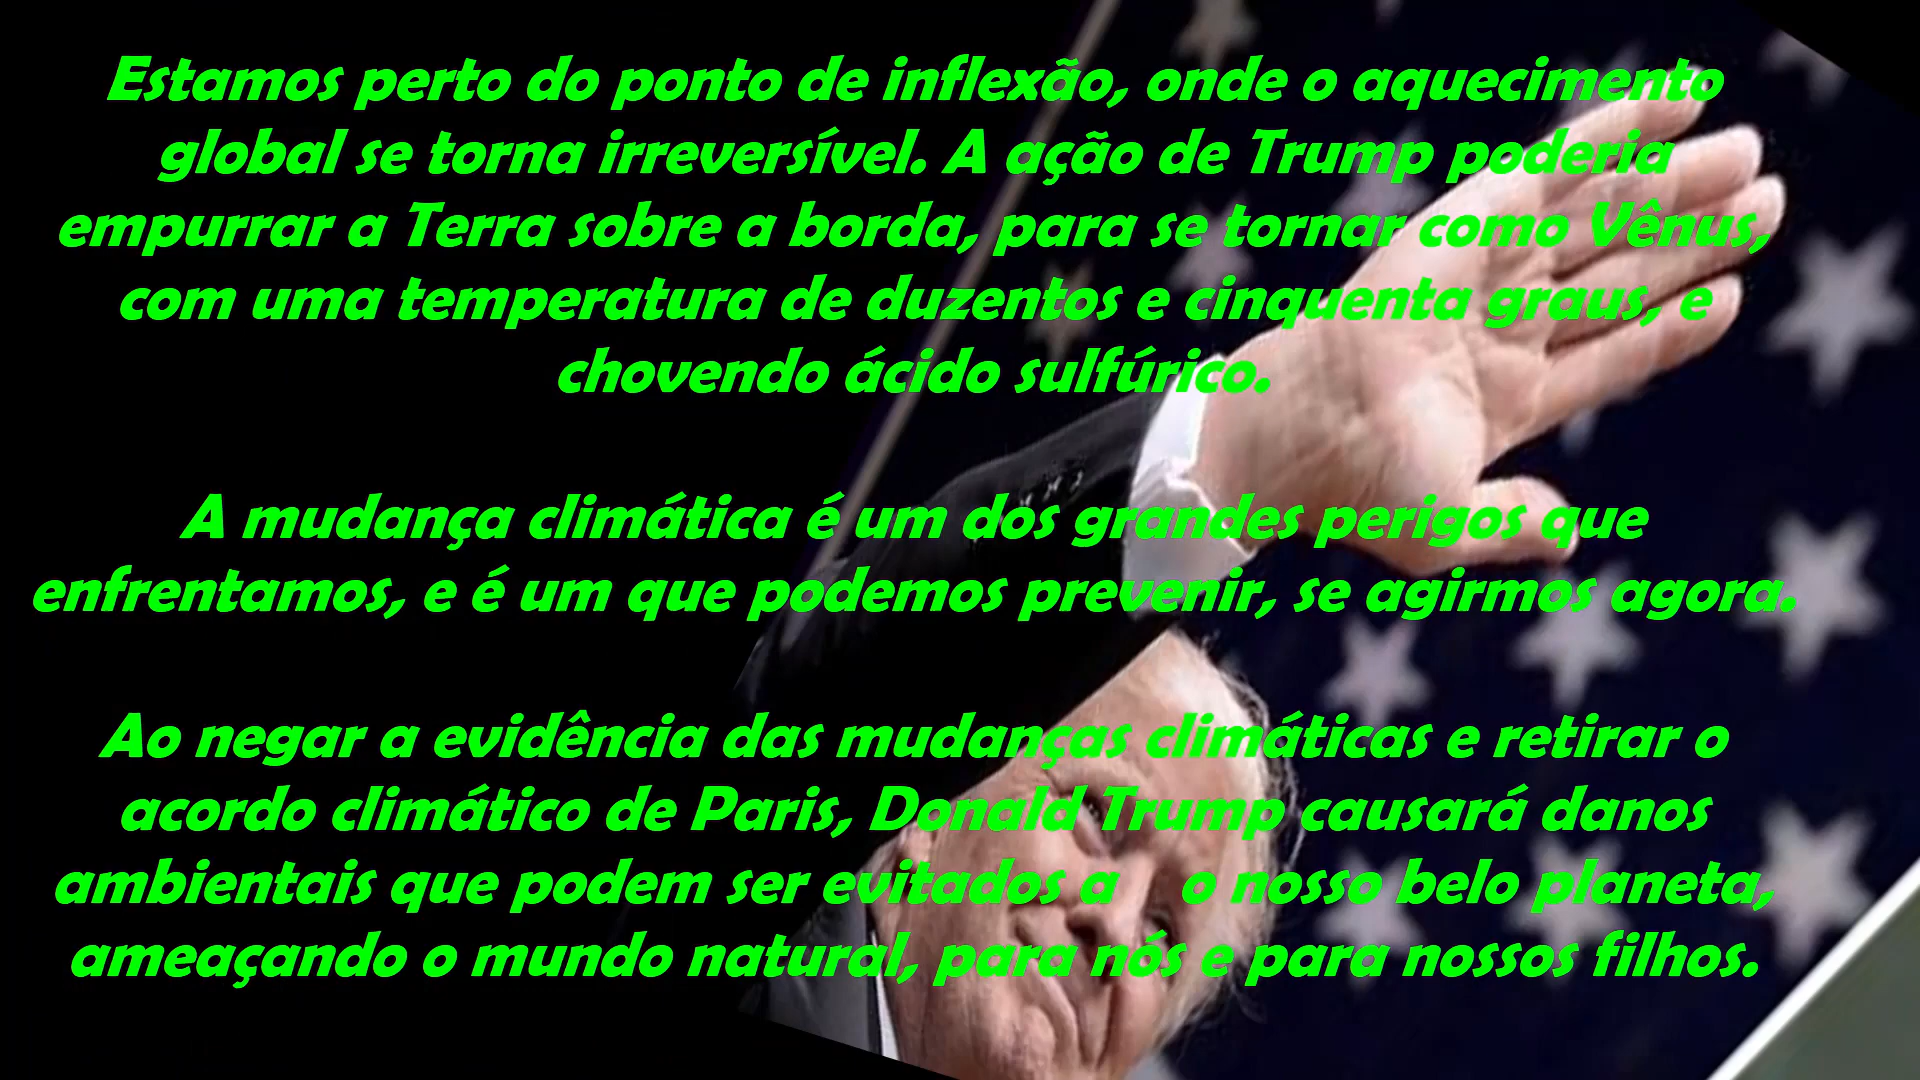 Estamos perto do ponto de inflexão, onde o aquecimento
global se torna irreversível. A ação de Trump poderia
empurrar a Terra sobre a borda, para se tornar como Vênus,
com uma temperatura de duzentos e cinquenta graus, e
chovendo ácido sulfúrico.
A mudança climática é um dos grandes perigos que
enfrentamos, e é um que podemos prevenir, se agirmos agora.
Ao negar a evidência das mudanças climáticas e retirar o
acordo climático de Paris, Donald Trump causará danos
ambientais que podem ser evitados a o nosso belo planeta,
ameaçando o mundo natural, para nós e para nossos filhos.